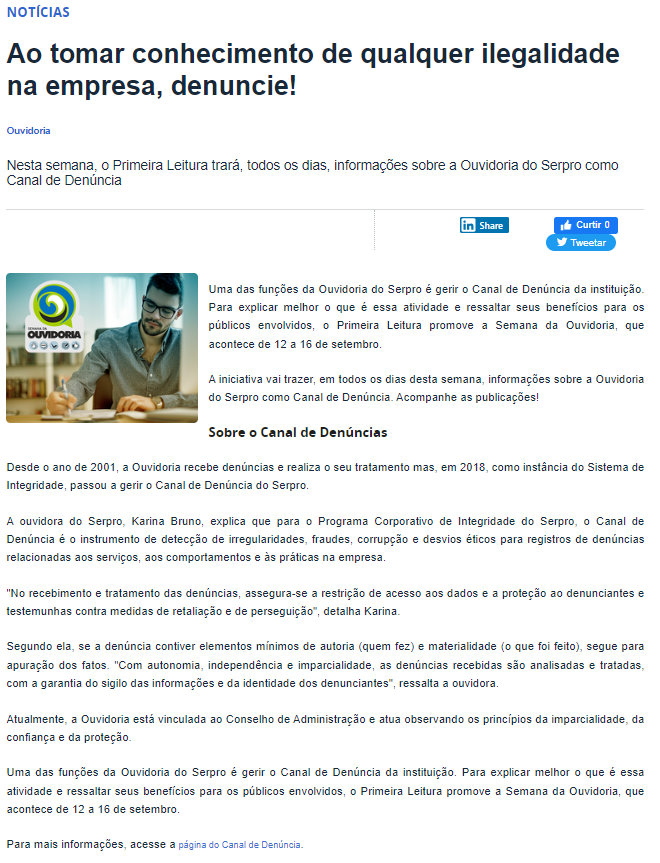 NOTÍCIAS
Ao tomar conhecimento de qualquer ilegalidade
na empresa, denuncie!
Ouvidoria
Nesta semana, o Primeira Leitura trará, todos os dias, informações sobre a Ouvidoria do Serpro como
Canal de Denúncia
in Share
Curtir 0
Tweetar
SEMANA DA
OUVIDORIA
Uma das funções da Ouvidoria do Serpro é gerir o Canal de Denúncia da instituição.
Para explicar melhor o que é essa atividade e ressaltar seus benefícios para os
públicos envolvidos, o Primeira Leitura promove a Semana da Ouvidoria, que
acontece de 12 a 16 de setembro.
A iniciativa vai trazer, em todos os dias desta semana, informações sobre a Ouvidoria
do Serpro como Canal de Denúncia. Acompanhe as publicações!
Sobre o Canal de Denúncias
Desde o ano de 2001, a Ouvidoria recebe denúncias e realiza o seu tratamento mas, em 2018, como instância do Sistema de
Integridade, passou a gerir o Canal de Denúncia do Serpro.
A ouvidora do Serpro, Karina Bruno, explica que para o Programa Corporativo de Integridade do Serpro, o Canal de
Denúncia é o instrumento de detecção de irregularidades, fraudes, corrupção e desvios éticos para registros de denúncias
relacionadas aos serviços, aos comportamentos e às práticas na empresa.
"No recebimento e tratamento das denúncias, assegura-se a restrição de acesso aos dados e a proteção ao denunciantes e
testemunhas contra medidas de retaliação e de perseguição", detalha Karina.
Segundo ela, se a denúncia contiver elementos mínimos de autoria (quem fez) e materialidade (o que foi feito), segue para
apuração dos fatos. "Com autonomia, independência e imparcialidade, as denúncias recebidas são analisadas e tratadas,
com a garantia do sigilo das informações e da identidade dos denunciantes", ressalta a ouvidora.
Atualmente, a Ouvidoria está vinculada ao Conselho de Administração e atua observando os princípios da imparcialidade, da
confiança e da proteção.
Uma das funções da Ouvidoria do Serpro é gerir o Canal de Denúncia da instituição. Para explicar melhor o que é essa
atividade e ressaltar seus benefícios para os públicos envolvidos, o Primeira Leitura promove a Semana da Ouvidoria, que
acontece de 12 a 16 de setembro.
Para mais informações, acesse a página do Canal de Denúncia.